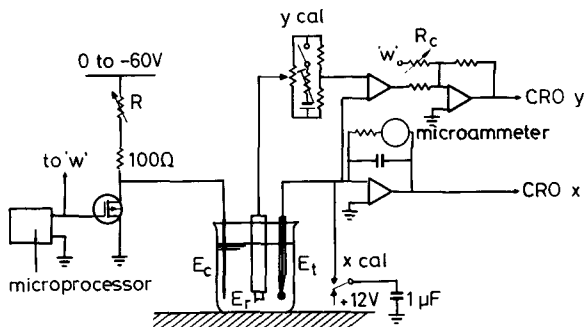 y cal
0 to -60V
'w'
R_c
R
CRO y
100Ω
microammeter
to 'w'
CRO x
E_c
E_r
E_t
x cal
microprocessor
+12V
1 µF